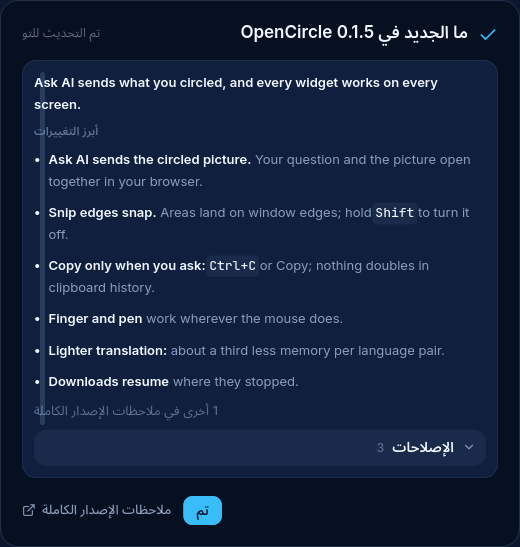 ما الجديد في OpenCircle 0.1.5
تم التحديث للتو
Ask AI sends what you circled, and every widget works on every
screen.
أبرز التغييرات
• Ask AI sends the circled picture. Your question and the picture open
together in your browser.
• Snip edges snap. Areas land on window edges; hold Shift to turn it
off.
• Copy only when you ask: Ctrl+C or Copy; nothing doubles in
clipboard history.
• Finger and pen work wherever the mouse does.
• Lighter translation: about a third less memory per language pair.
• Downloads resume where they stopped.
1 أخرى في ملاحظات الإصدار الكاملة
الإصلاحات 3
تم
ملاحظات الإصدار الكاملة